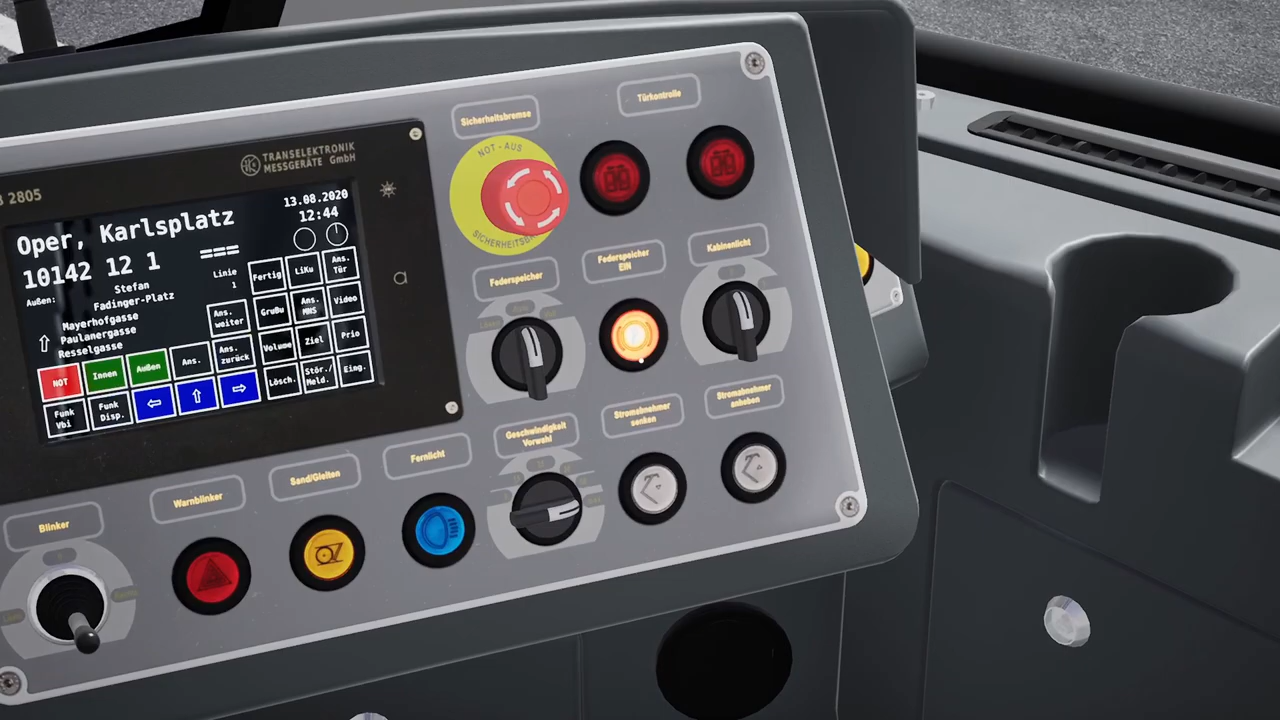 TRANSELEKTRONIK
MESSGERÄTE GmbH
2805
Oper, Karlsplatz
13.08.2020
12:44
10142 12 1
===
Linie
1
Außen:
Stefan
Fadinger-Platz
Mayerhofgasse
Paulanergasse
Resselgasse
Fertig
LiKu
Ans.
Tür
Ans.
weiter
GruBu
Ans.
MNS
Video
NOT
Innen
Außen
Ans.
Ans.
zurück
Volume
Ziel
Prio
Funk
Vbi
Funk
Disp.
Lösch.
Stör./
Meld.
Eing.
Sicherheitsbremse
NOT-AUS
Türkontrolle
Federspeicher
Federspeicher
EIN
Kabinenlicht
Geschwindigkeit
Vorwahl
Stromabnehmer
senken
Stromabnehmer
anheben
Blinker
Warnblinker
Sand/Gleiten
Fernlicht